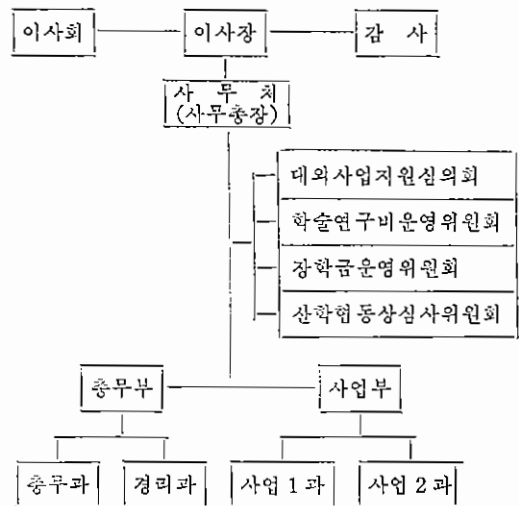 이사회
이사장
감 사
사 무 처
(사무총장)
대외사업지원심의회
학술연구비운영위원회
장학금운영위원회
산학협동상심사위원회
총무부
사업부
총무과
경리과
사업 1 과
사업 2 과